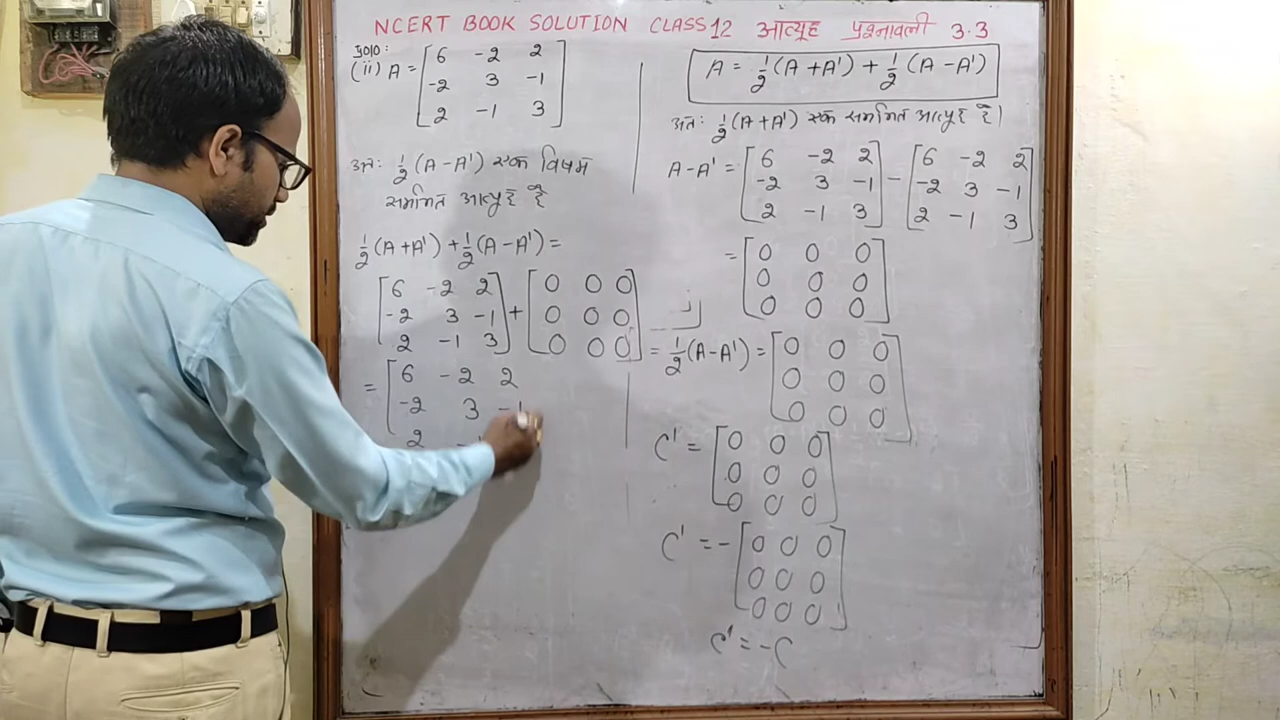 NCERT BOOK SOLUTION CLASS 12 आव्यूह प्रश्नावली 3.3
प्र०१०:
(ii) A = [6 -2 2
-2 3 -1
2 -1 3]
अतः ½(A-A') एक विषम
सममित आव्यूह है
½(A+A') + ½(A-A') =
[6 -2 2
-2 3 -1
2 -1 3] + [0 0 0
0 0 0
0 0 0]
= [6 -2 2
-2 3 -1
2
A = ½(A+A') + ½(A-A')
अतः ½(A+A') एक सममित आव्यूह है।
A-A' = [6 -2 2
-2 3 -1
2 -1 3] - [6 -2 2
-2 3 -1
2 -1 3]
= [0 0 0
0 0 0
0 0 0]
= ½(A-A') = [0 0 0
0 0 0
0 0 0]
C' = [0 0 0
0 0 0
0 0 0]
C' = -[0 0 0
0 0 0
0 0 0]
C' = -C